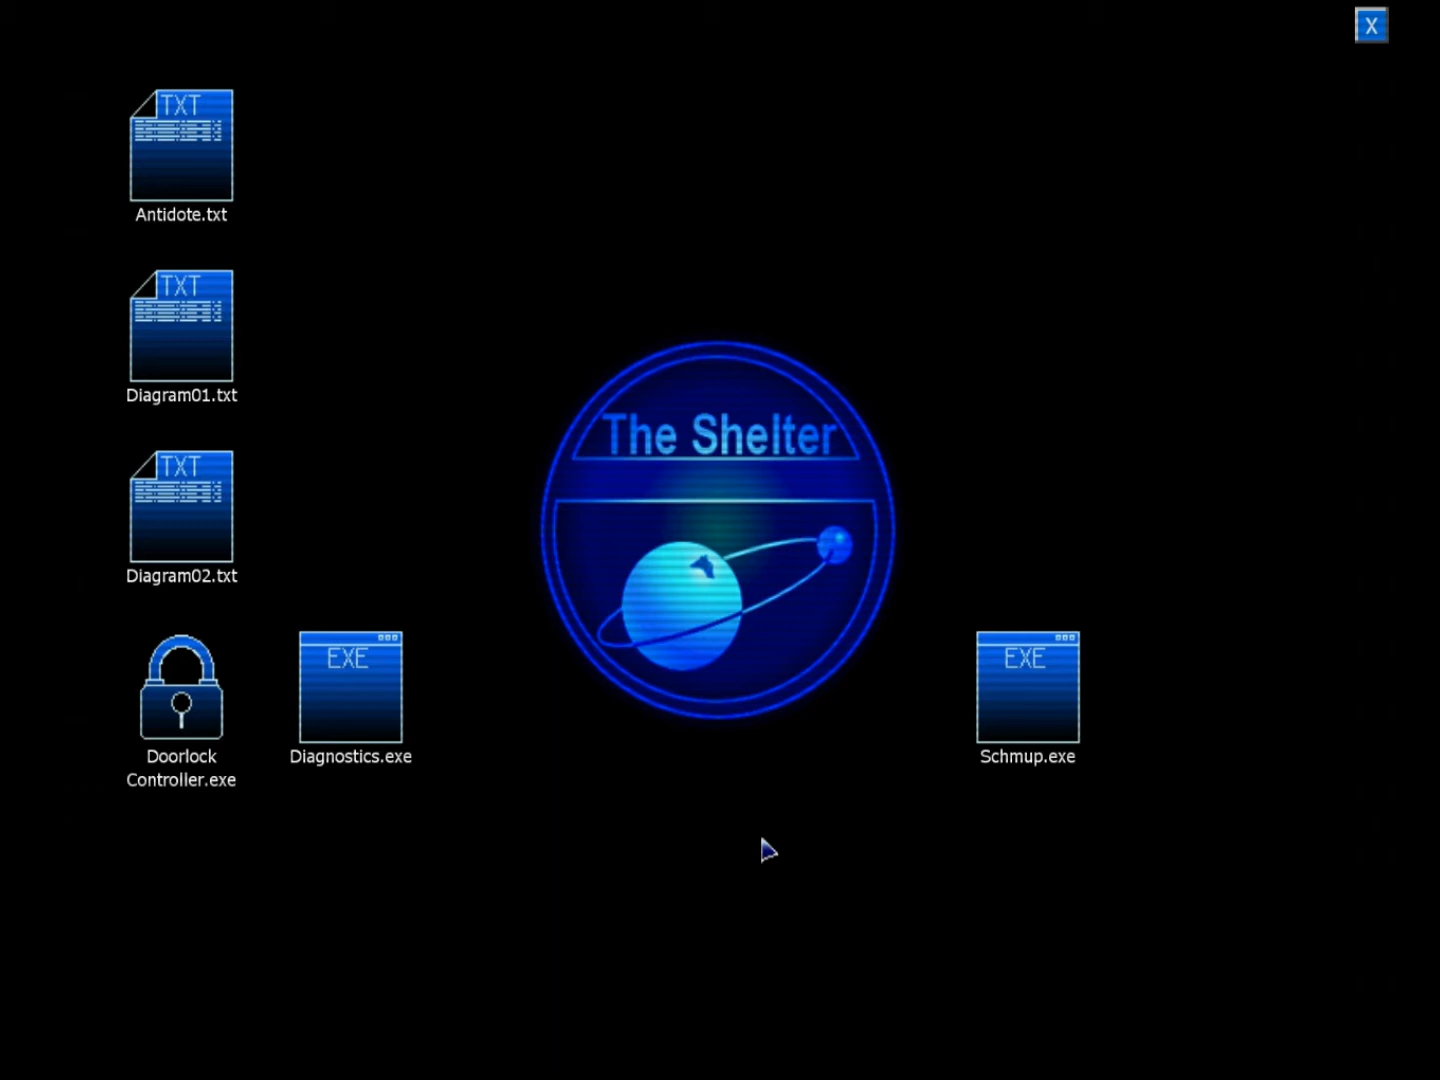 X
TXT
Antidote.txt
TXT
Diagram01.txt
The Shelter
TXT
Diagram02.txt
EXE
EXE
Doorlock
Controller.exe
Diagnostics.exe
Schmup.exe